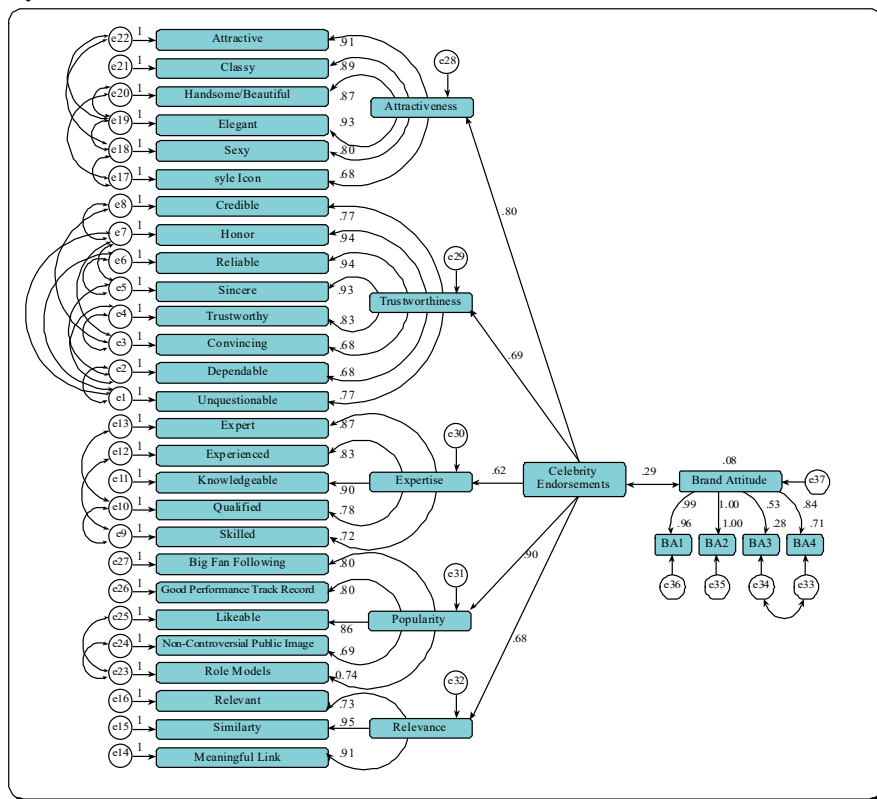 e22 1 Attractive .91
e21 1 Classy .89 e28
e20 1 Handsome/Beautiful .87 Attractiveness
e19 1 Elegant .93
e18 1 Sexy .80
e17 1 syle Icon .68
e8 1 Credible .77 .80
e7 1 Honor .94
e6 1 Reliable .94 e29
e5 1 Sincere .93 Trustworthiness
e4 1 Trustworthy .83
e3 1 Convincing .68 .69
e2 1 Dependable .68
e1 1 Unquestionable .77
e13 1 Expert .87
e12 1 Experienced .83 e30
e11 1 Knowledgeable .90 Expertise .62 Celebrity
Endorsements .29 .08
Brand Attitude e37
e10 1 Qualified .78
e9 1 Skilled .72
.99 1.00 .53 .84
.96 1.00 .28 .71
BA1 BA2 BA3 BA4
e36 e35 e34 e33
e27 1 Big Fan Following .80
e26 1 Good Performance Track Record .80 e31 .90
e25 1 Likeable 86 Popularity
e24 1 Non-Controversial Public Image .69 .68
e23 1 Role Models 0.74
e16 1 Relevant .73 e32
e15 1 Similarty .95 Relevance
e14 1 Meaningful Link .91